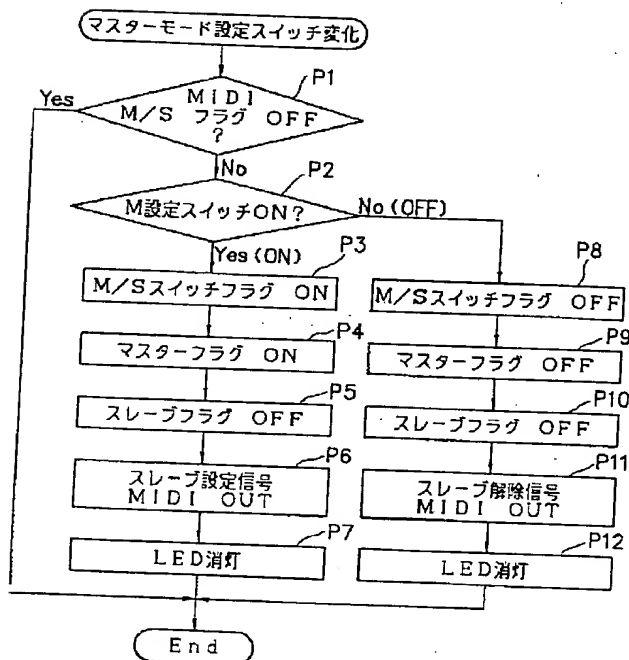 マスターモード設定スイッチ変化
P1
Yes
MIDI
M/S フラグ OFF
?
No
P2
M設定スイッチON?
No(OFF)
Yes(ON)
P3
M/Sスイッチフラグ ON
P4
マスターフラグ ON
P5
スレーブフラグ OFF
P6
スレーブ設定信号
MIDI OUT
P7
LED消灯
P8
M/Sスイッチフラグ OFF
P9
マスターフラグ OFF
P10
スレーブフラグ OFF
P11
スレーブ解除信号
MIDI OUT
P12
LED消灯
End